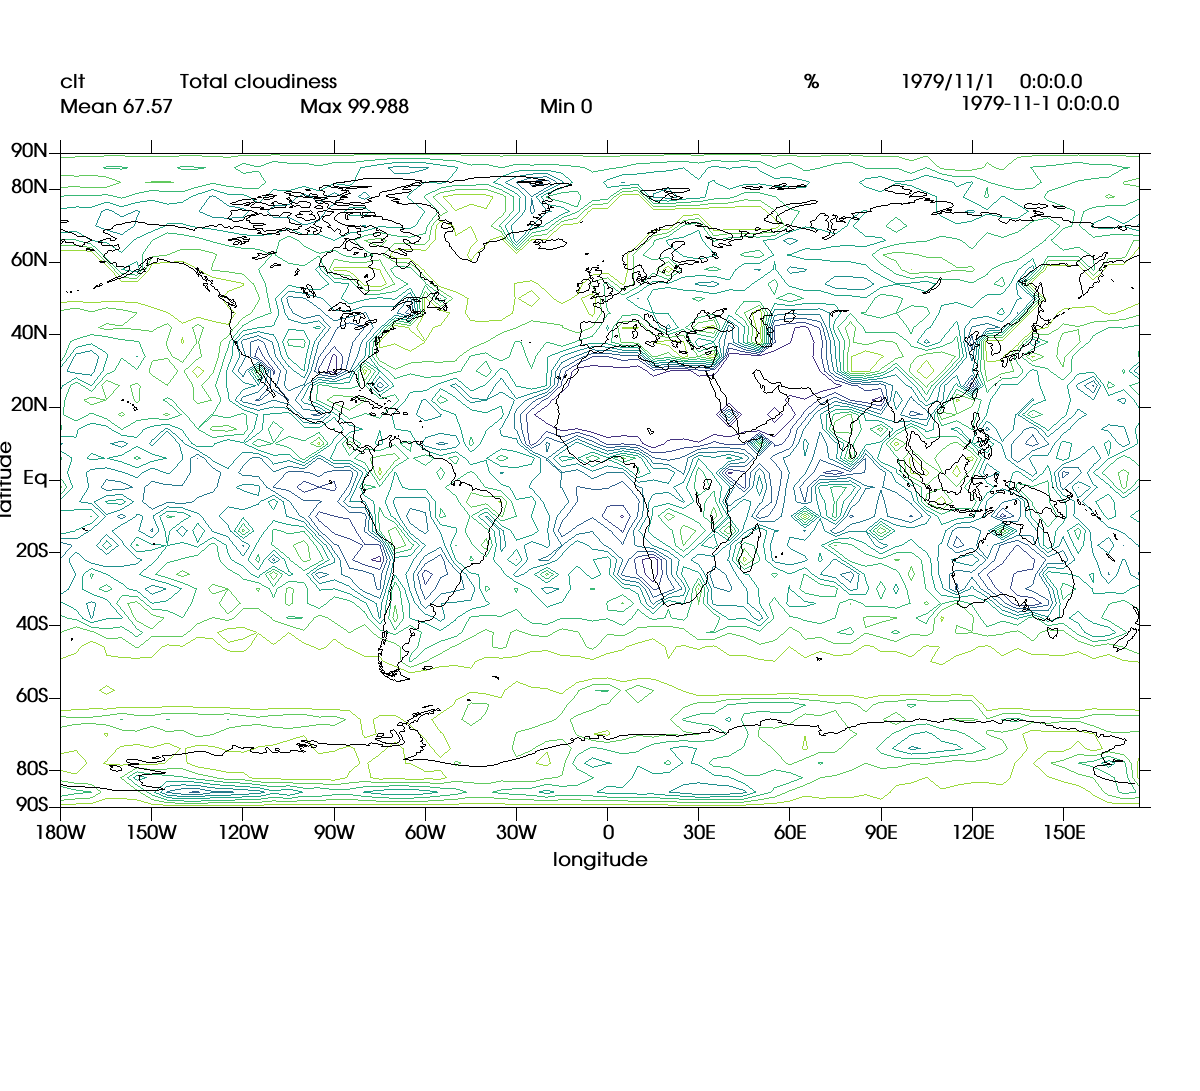 clt Total cloudiness % 1979/11/1 0:0:0.0
Mean 67.57 Max 99.988 Min 0 1979-11-1 0:0:0.0
90N
80N
60N
40N
20N
Eq
20S
40S
60S
80S
90S
latitude
180W 150W 120W 90W 60W 30W 0 30E 60E 90E 120E 150E
longitude